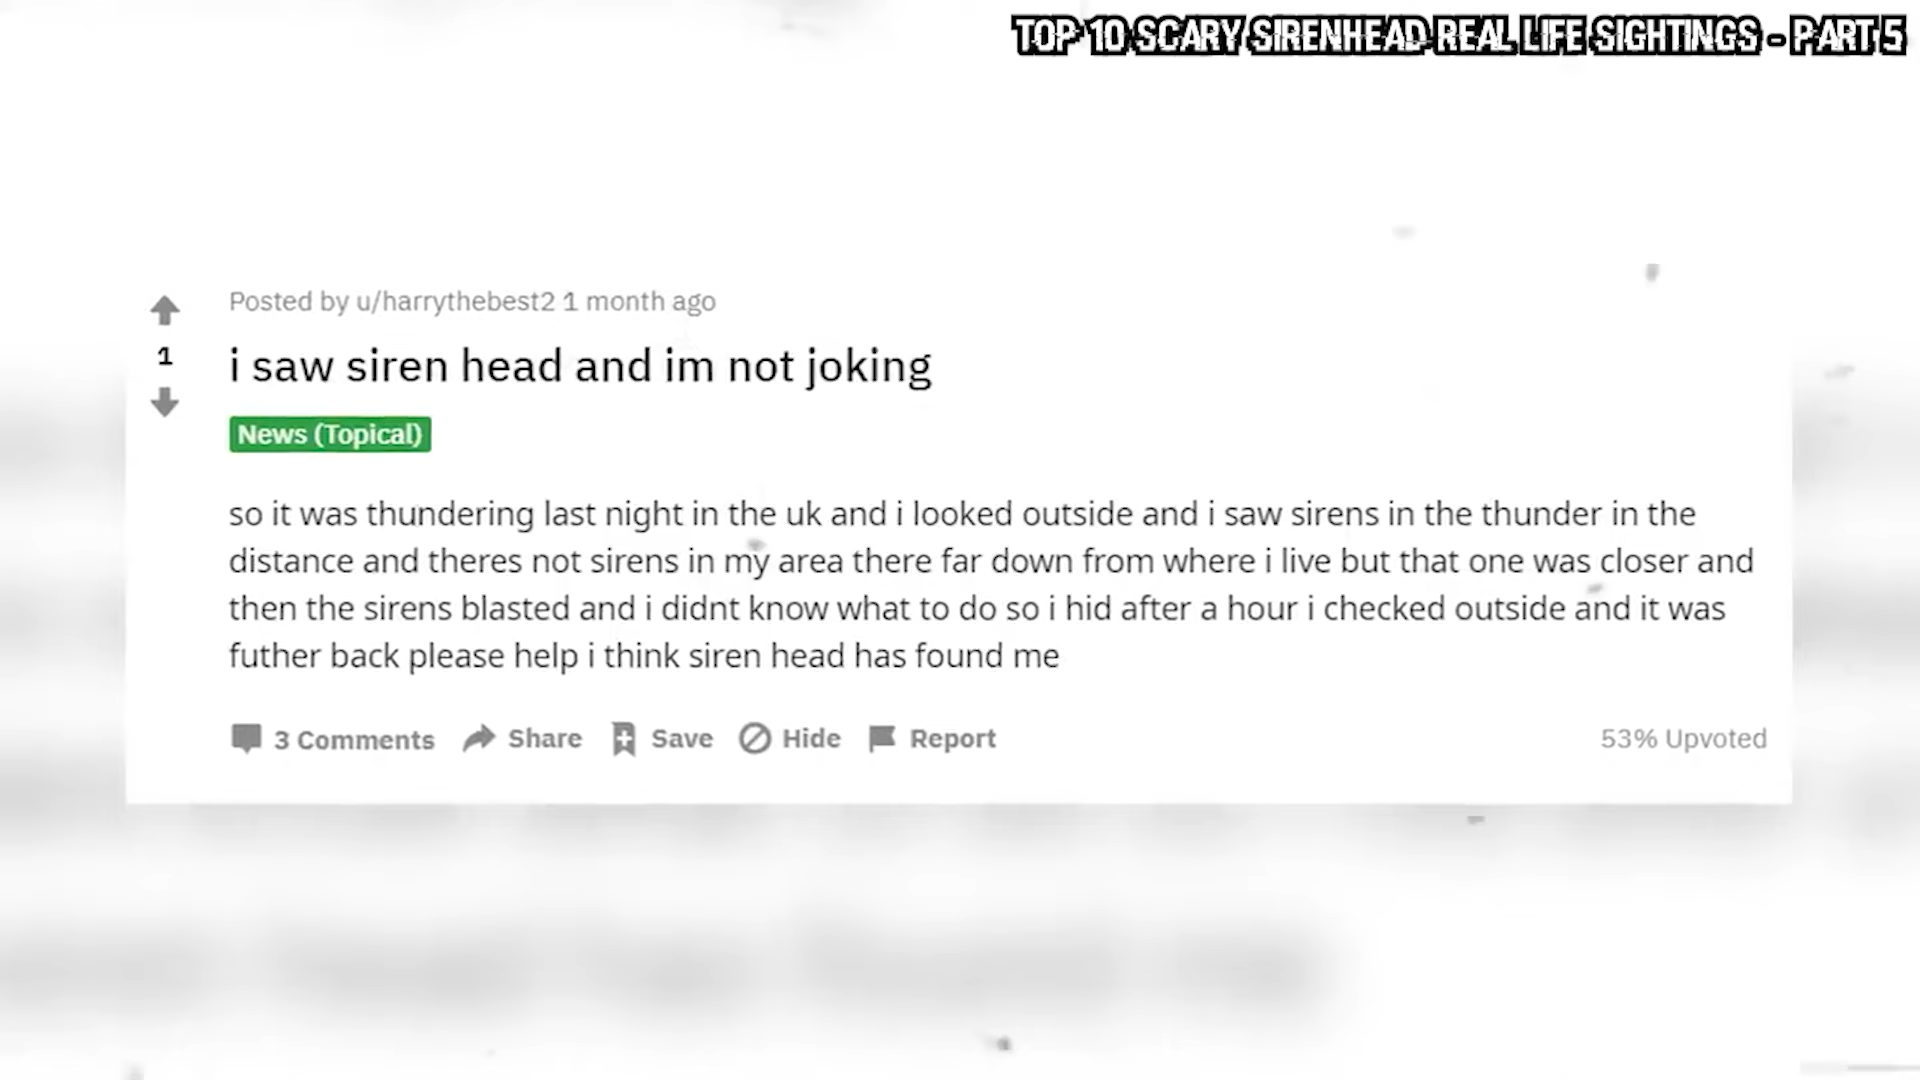 TOP 10 SCARY SIRENHEAD REAL LIFE SIGHTINGS - PART 5
Posted by u/harrythebest2 1 month ago
1
i saw siren head and im not joking
News (Topical)
so it was thundering last night in the uk and i looked outside and i saw sirens in the thunder in the
distance and theres not sirens in my area there far down from where i live but that one was closer and
then the sirens blasted and i didnt know what to do so i hid after a hour i checked outside and it was
futher back please help i think siren head has found me
3 Comments Share Save Hide Report 53% Upvoted